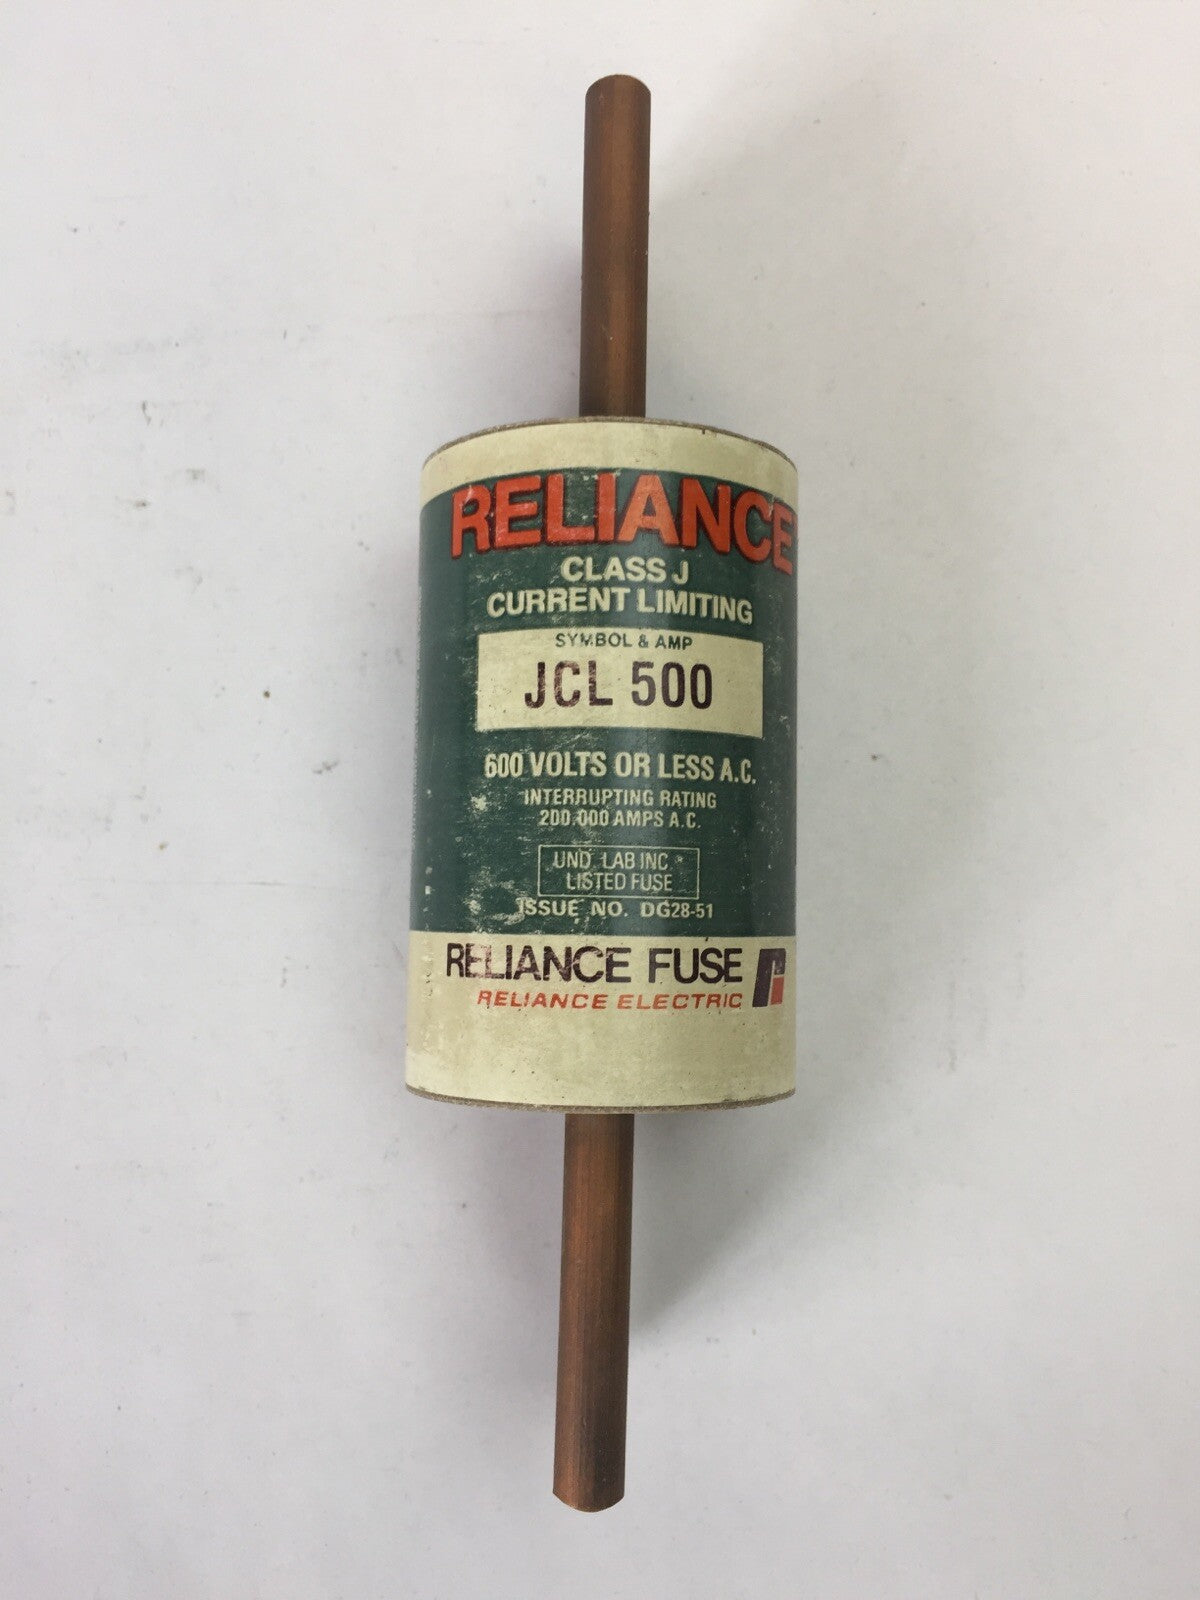 RELIANCE
CLASS J
CURRENT LIMITING
SYMBOL & AMP
JCL 500
600 VOLTS OR LESS A.C.
INTERRUPTING RATING
200,000 AMPS A.C.
UND LAB INC
LISTED FUSE
ISSUE NO. DG28-51
RELIANCE FUSE
RELIANCE ELECTRIC